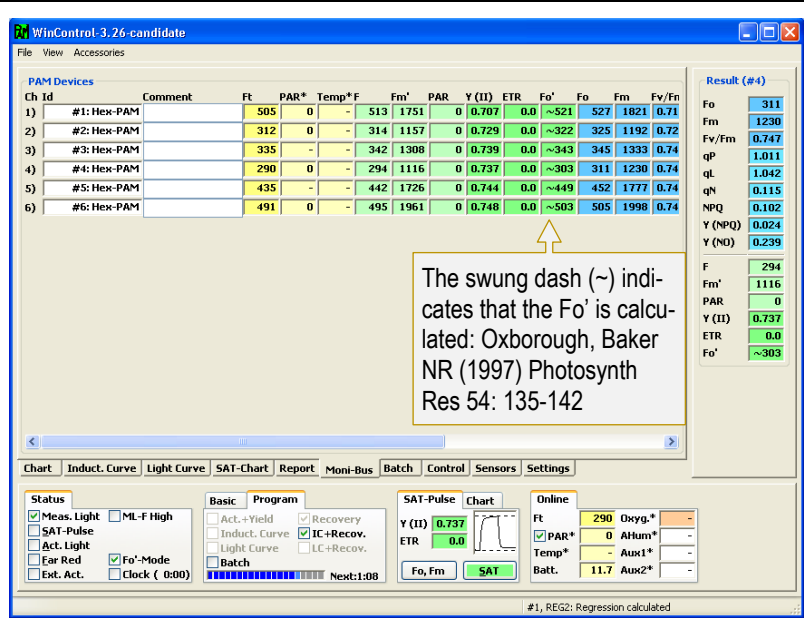 WinControl-3.26-candidate
File View Accessories
PAM Devices
Ch Id Comment Ft PAR* Temp* F Fm' PAR Y (II) ETR Fo' Fo Fm Fv/Fn
1) #1: Hex-PAM 505 0 - 513 1751 0 0.707 0.0 ~521 527 1821 0.71
2) #2: Hex-PAM 312 0 - 314 1157 0 0.729 0.0 ~322 325 1192 0.72
3) #3: Hex-PAM 335 - - 342 1308 0 0.739 0.0 ~343 345 1333 0.74
4) #4: Hex-PAM 290 0 - 294 1116 0 0.737 0.0 ~303 311 1230 0.74
5) #5: Hex-PAM 435 - - 442 1726 0 0.744 0.0 ~449 452 1777 0.74
6) #6: Hex-PAM 491 0 - 495 1961 0 0.748 0.0 ~503 505 1998 0.74
The swung dash (~) indi-
cates that the Fo’ is calcu-
lated: Oxborough, Baker
NR (1997) Photosynth
Res 54: 135-142
Result (#4)
Fo 311
Fm 1230
Fv/Fm 0.747
qP 1.011
qL 1.042
qN 0.115
NPQ 0.102
Y (NPQ) 0.024
Y (NO) 0.239
F 294
Fm' 1116
PAR 0
Y (II) 0.737
ETR 0.0
Fo' ~303
Chart Induct. Curve Light Curve SAT-Chart Report Moni-Bus Batch Control Sensors Settings
Status
Meas. Light ML-F High
SAT-Pulse
Act. Light
Far Red Fo'-Mode
Ext. Act. Clock ( 0:00)
Basic Program
Act.+Yield Recovery
Induct. Curve IC+Recov.
Light Curve LC+Recov.
Batch
Next:1:08
SAT-Pulse Chart
Y (II) 0.737
ETR 0.0
Fo, Fm SAT
Online
Ft 290 Oxyg.* -
PAR* 0 AHum* -
Temp* - Aux1* -
Batt. 11.7 Aux2* -
#1, REG2: Regression calculated